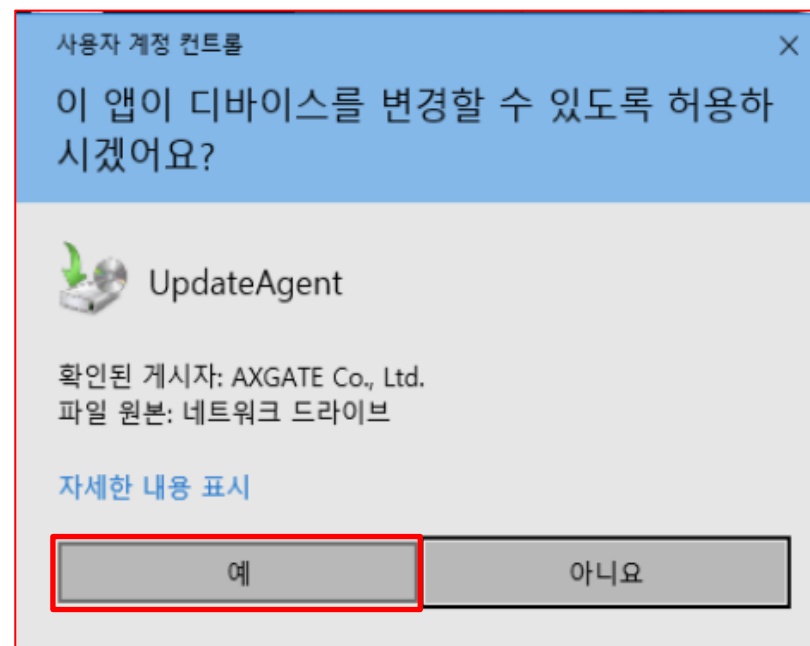 사용자 계정 컨트롤
이 앱이 디바이스를 변경할 수 있도록 허용하
시겠어요?
UpdateAgent
확인된 게시자: AXGATE Co., Ltd.
파일 원본: 네트워크 드라이브
자세한 내용 표시
예
아니요